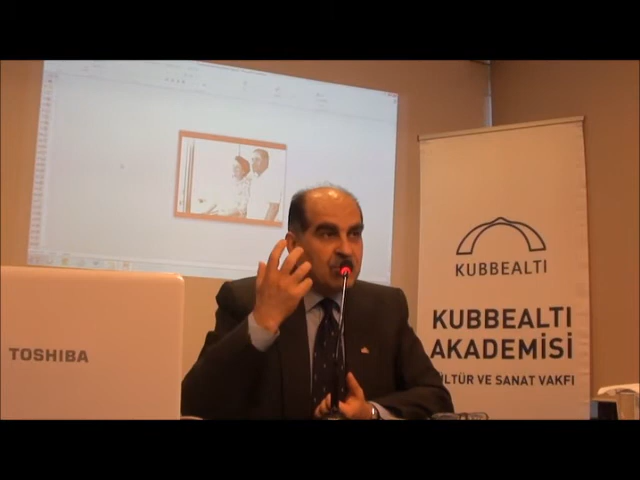 KUBBEALTI
KUBBEALTI
AKADEMİSİ
KÜLTÜR VE SANAT VAKFI
TOSHIBA